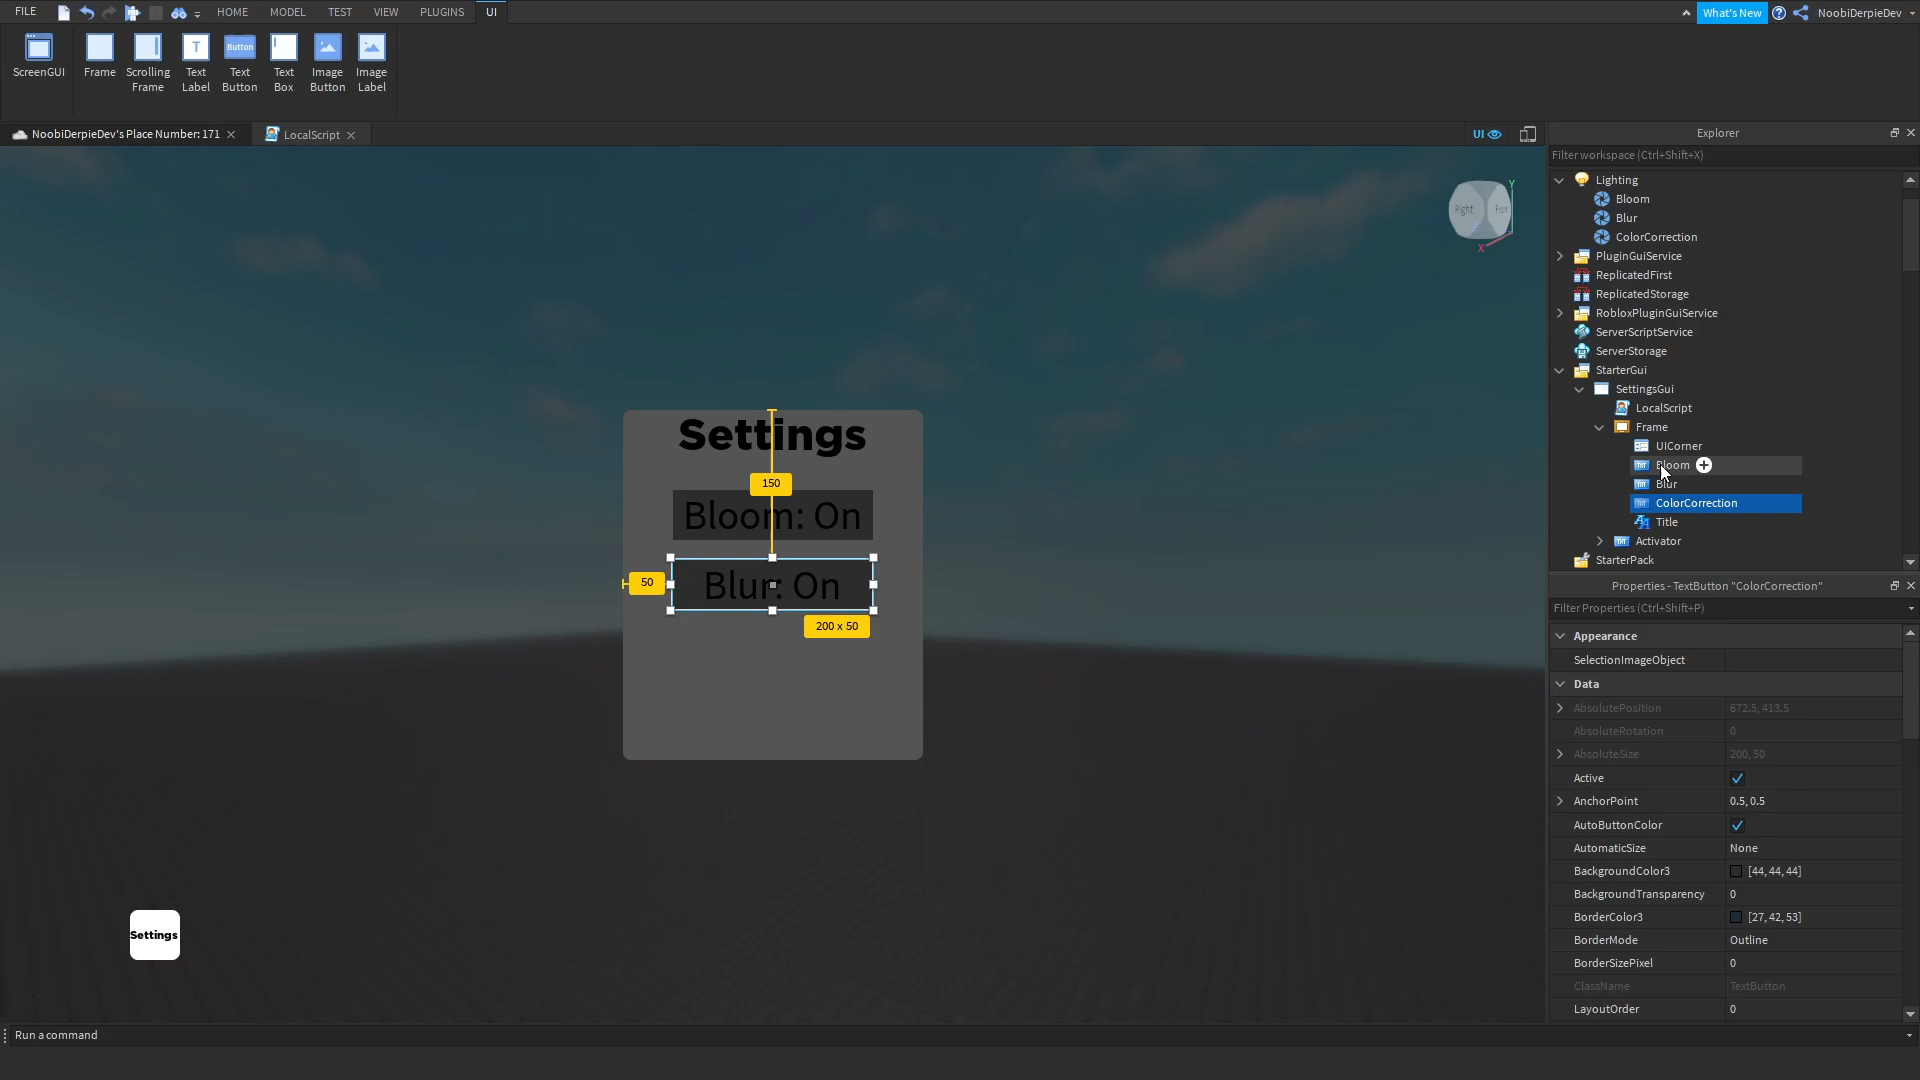 FILE
HOME
MODEL
TEST
VIEW
PLUGINS
UI
What's New
NoobiDerpieDev
ScreenGUI
Frame
Scrolling
Frame
T
Text
Label
Button
Text
Button
Text
Box
Image
Button
Image
Label
NoobiDerpieDev's Place Number: 171
LocalScript
UI
Explorer
Filter workspace (Ctrl+Shift+X)
Lighting
Bloom
Blur
ColorCorrection
PluginGuiService
ReplicatedFirst
ReplicatedStorage
RobloxPluginGuiService
ServerScriptService
ServerStorage
StarterGui
SettingsGui
LocalScript
Frame
UICorner
Bloom
Blur
ColorCorrection
Title
Activator
StarterPack
Y
Right
X
Settings
150
Bloom: On
50
Blur: On
200 x 50
Settings
Properties - TextButton "ColorCorrection"
Filter Properties (Ctrl+Shift+P)
Appearance
SelectionImageObject
Data
AbsolutePosition 672.5, 413.5
AbsoluteRotation 0
AbsoluteSize 200, 50
Active
AnchorPoint 0.5, 0.5
AutoButtonColor
AutomaticSize None
BackgroundColor3 [44, 44, 44]
BackgroundTransparency 0
BorderColor3 [27, 42, 53]
BorderMode Outline
BorderSizePixel 0
ClassName TextButton
LayoutOrder 0
Run a command